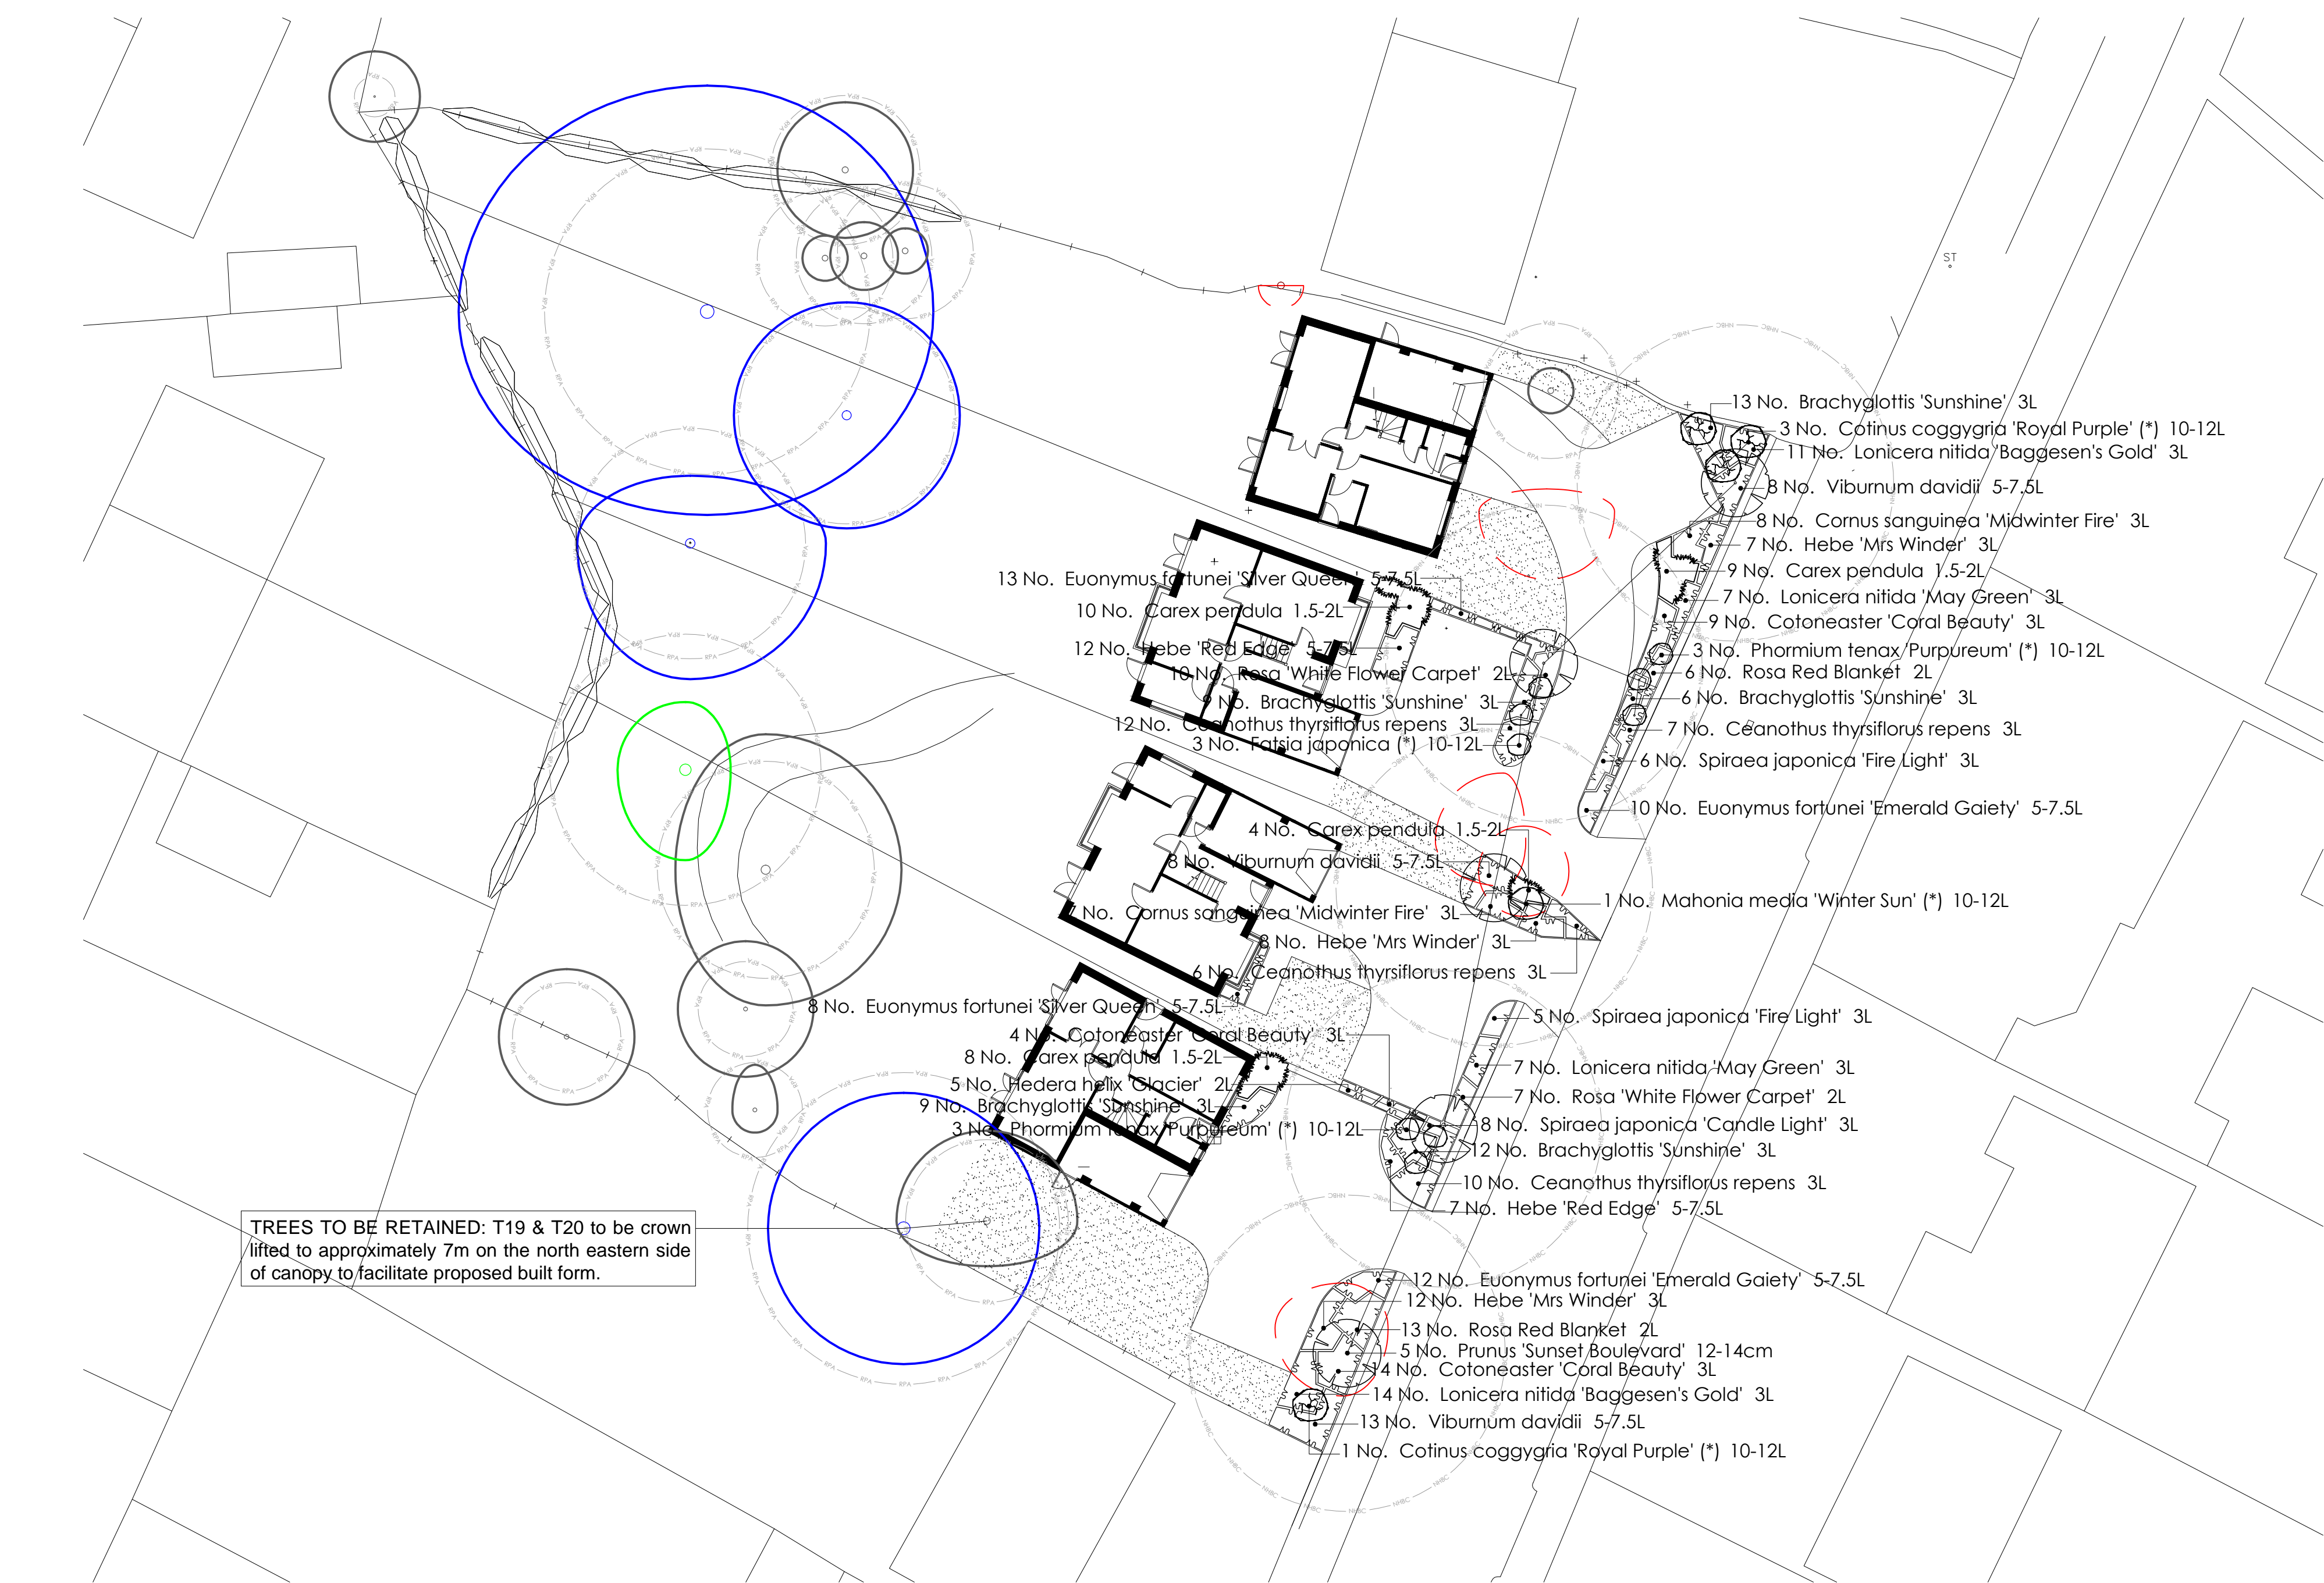 ST
13 No. Brachyglottis 'Sunshine' 3L
3 No. Cotinus coggygria 'Royal Purple' (*) 10-12L
11 No. Lonicera nitida 'Baggesen's Gold' 3L
8 No. Viburnum davidii 5-7.5L
8 No. Cornus sanguinea 'Midwinter Fire' 3L
7 No. Hebe 'Mrs Winder' 3L
9 No. Carex pendula 1.5-2L
7 No. Lonicera nitida 'May Green' 3L
9 No. Cotoneaster 'Coral Beauty' 3L
3 No. Phormium tenax 'Purpureum' (*) 10-12L
6 No. Rosa Red Blanket 2L
6 No. Brachyglottis 'Sunshine' 3L
7 No. Ceanothus thyrsiflorus repens 3L
6 No. Spiraea japonica 'Fire Light' 3L
10 No. Euonymus fortunei 'Emerald Gaiety' 5-7.5L
13 No. Euonymus fortunei 'Silver Queen' 5-7.5L
10 No. Carex pendula 1.5-2L
12 No. Hebe 'Red Edge' 5-7.5L
10 No. Rosa 'White Flower Carpet' 2L
9 No. Brachyglottis 'Sunshine' 3L
12 No. Ceanothus thyrsiflorus repens 3L
3 No. Fatsia japonica (*) 10-12L
4 No. Carex pendula 1.5-2L
8 No. Viburnum davidii 5-7.5L
1 No. Mahonia media 'Winter Sun' (*) 10-12L
7 No. Cornus sanguinea 'Midwinter Fire' 3L
8 No. Hebe 'Mrs Winder' 3L
6 No. Ceanothus thyrsiflorus repens 3L
8 No. Euonymus fortunei 'Silver Queen' 5-7.5L
4 No. Cotoneaster 'Coral Beauty' 3L
8 No. Carex pendula 1.5-2L
5 No. Hedera helix 'Glacier' 2L
9 No. Brachyglottis 'Sunshine' 3L
3 No. Phormium tenax 'Purpureum' (*) 10-12L
5 No. Spiraea japonica 'Fire Light' 3L
7 No. Lonicera nitida 'May Green' 3L
7 No. Rosa 'White Flower Carpet' 2L
8 No. Spiraea japonica 'Candle Light' 3L
12 No. Brachyglottis 'Sunshine' 3L
10 No. Ceanothus thyrsiflorus repens 3L
7 No. Hebe 'Red Edge' 5-7.5L
TREES TO BE RETAINED: T19 & T20 to be crown
lifted to approximately 7m on the north eastern side
of canopy to facilitate proposed built form.
12 No. Euonymus fortunei 'Emerald Gaiety' 5-7.5L
12 No. Hebe 'Mrs Winder' 3L
13 No. Rosa Red Blanket 2L
5 No. Prunus 'Sunset Boulevard' 12-14cm
14 No. Cotoneaster 'Coral Beauty' 3L
14 No. Lonicera nitida 'Baggesen's Gold' 3L
13 No. Viburnum davidii 5-7.5L
1 No. Cotinus coggygria 'Royal Purple' (*) 10-12L